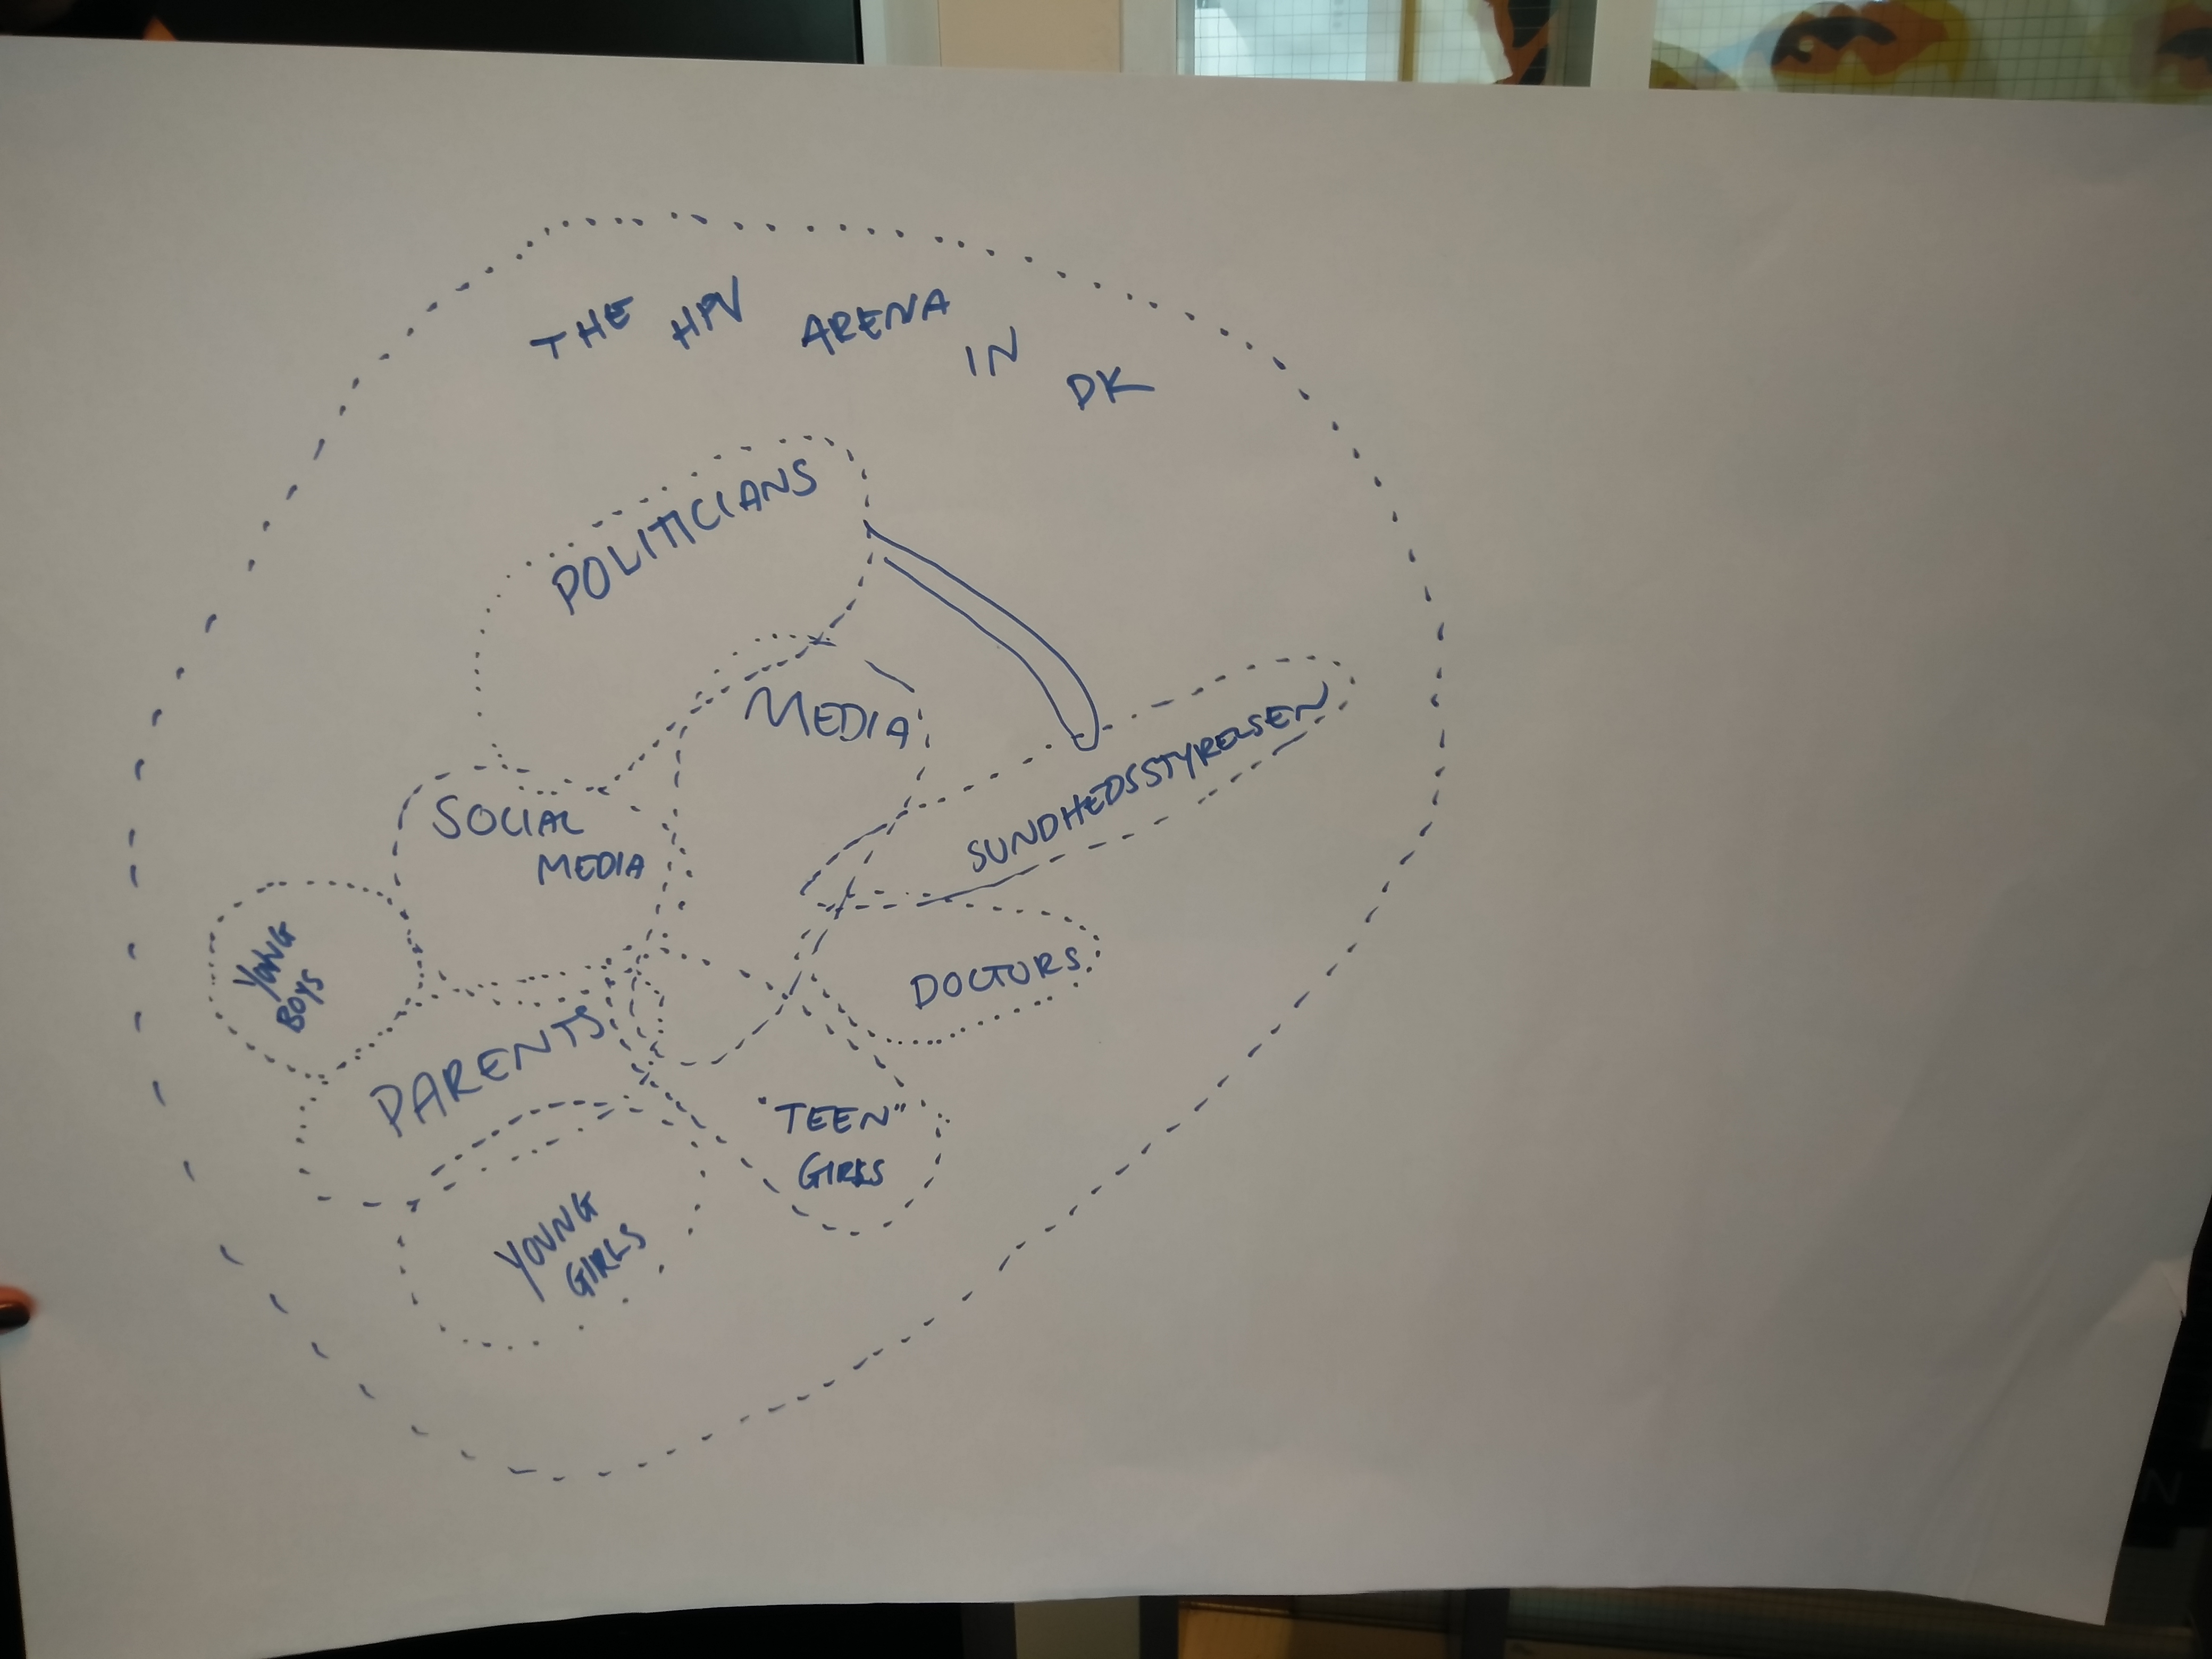 THE HPV ARENA IN DK
POLITICIANS
MEDIA
SOCIAL
MEDIA
SUNDHEDSSTYRELSEN
YOUNG
BOYS
DOCTORS
PARENTS
"TEEN"
GIRLS
YOUNG
GIRLS